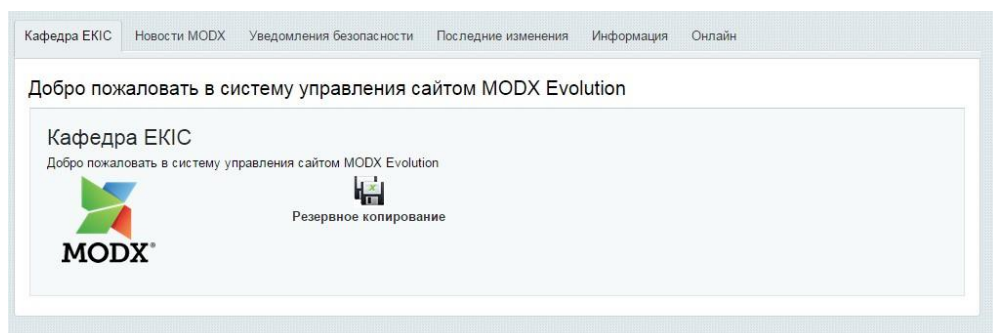 Кафедра ЕКІС Новости MODX Уведомления безопасности Последние изменения Информация Онлайн
Добро пожаловать в систему управления сайтом MODX Evolution
Кафедра ЕКІС
Добро пожаловать в систему управления сайтом MODX Evolution
Резервное копирование
MODX®